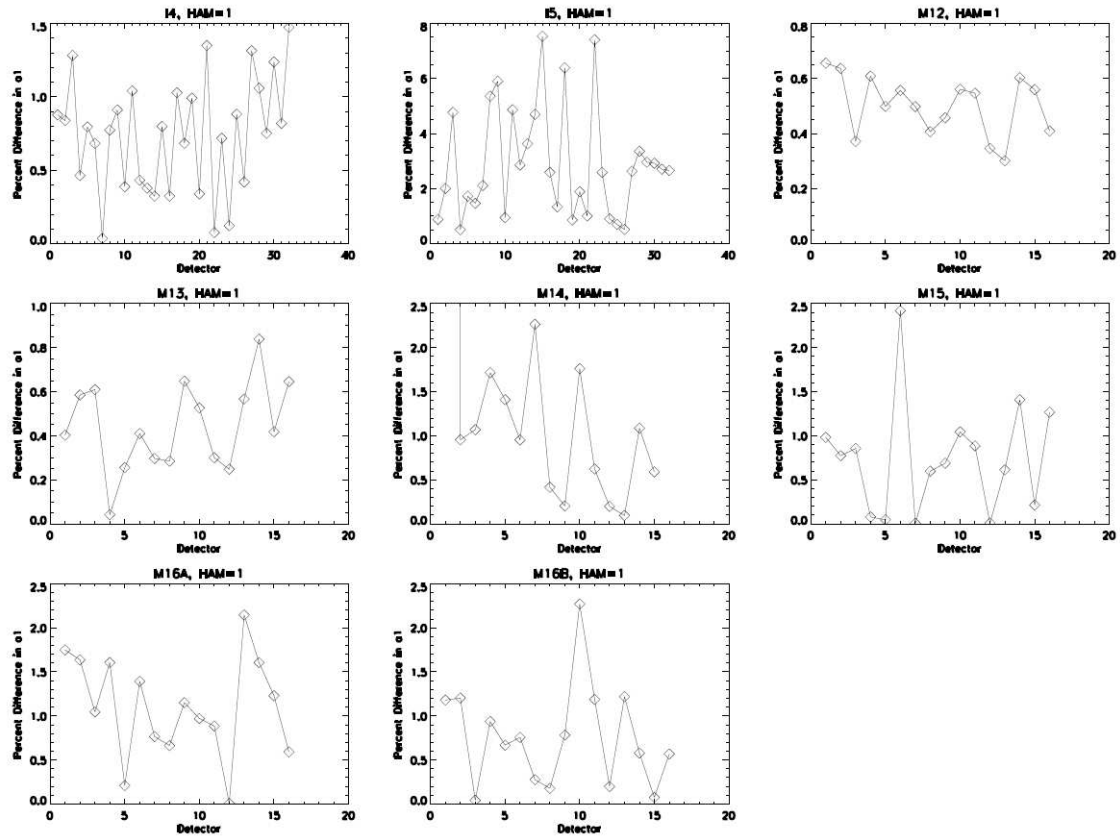 I4, HAM=1
Percent Difference in a1
1.5
1.0
0.5
0.0
0 10 20 30 40
Detector
I5, HAM=1
Percent Difference in a1
8
6
4
2
0
0 10 20 30 40
Detector
M12, HAM=1
Percent Difference in a1
0.8
0.6
0.4
0.2
0.0
0 5 10 15 20
Detector
M13, HAM=1
Percent Difference in a1
1.0
0.8
0.6
0.4
0.2
0.0
0 5 10 15 20
Detector
M14, HAM=1
Percent Difference in a1
2.5
2.0
1.5
1.0
0.5
0.0
0 5 10 15 20
Detector
M15, HAM=1
Percent Difference in a1
2.5
2.0
1.5
1.0
0.5
0.0
0 5 10 15 20
Detector
M16A, HAM=1
Percent Difference in a1
2.5
2.0
1.5
1.0
0.5
0.0
0 5 10 15 20
Detector
M16B, HAM=1
Percent Difference in a1
2.5
2.0
1.5
1.0
0.5
0.0
0 5 10 15 20
Detector